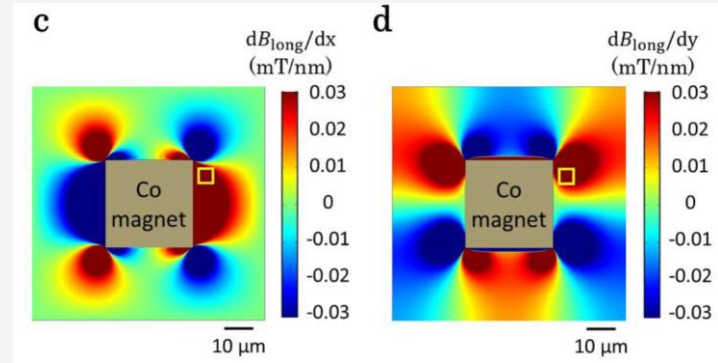 c
dB_long/dx
(mT/nm)
0.03
0.02
0.01
0
-0.01
-0.02
-0.03
Co
magnet
10 μm
d
dB_long/dy
(mT/nm)
0.03
0.02
0.01
0
-0.01
-0.02
-0.03
Co
magnet
10 μm